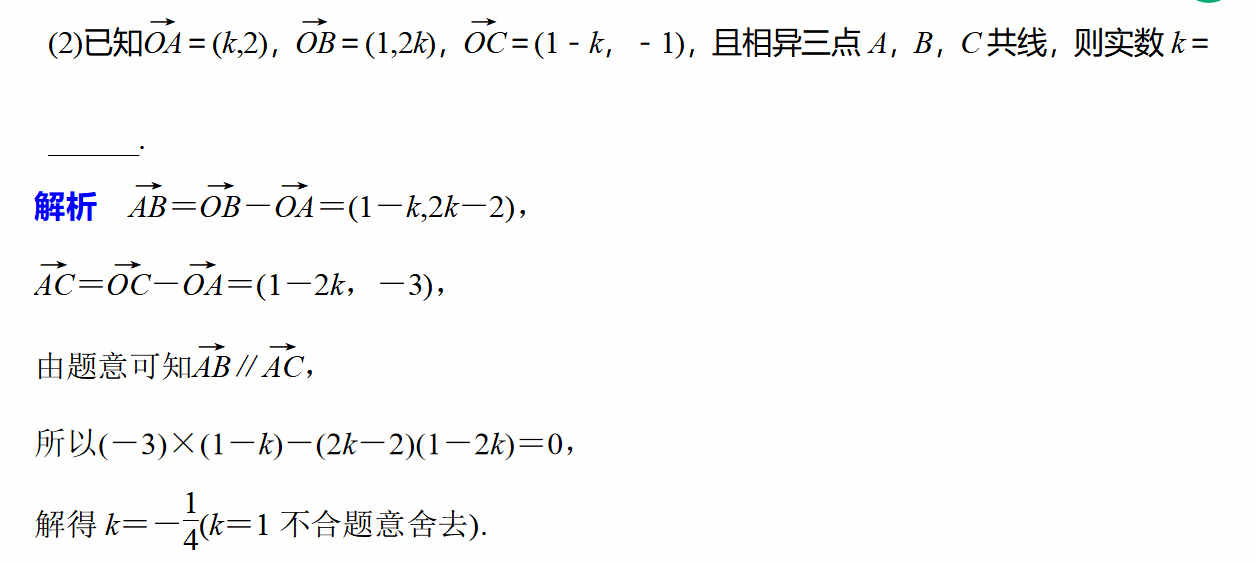 (2)已知$\overrightarrow{OA}$=(k,2)，$\overrightarrow{OB}$=(1,2k)，$\overrightarrow{OC}$=(1-k，-1)，且相异三点 A，B，C 共线，则实数 k=
______.
解析 $\overrightarrow{AB}$=$\overrightarrow{OB}$-$\overrightarrow{OA}$=(1-k,2k-2)，
$\overrightarrow{AC}$=$\overrightarrow{OC}$-$\overrightarrow{OA}$=(1-2k，-3)，
由题意可知$\overrightarrow{AB}$∥$\overrightarrow{AC}$，
所以(-3)×(1-k)-(2k-2)(1-2k)=0，
解得 k=-$\frac{1}{4}$(k=1 不合题意舍去).